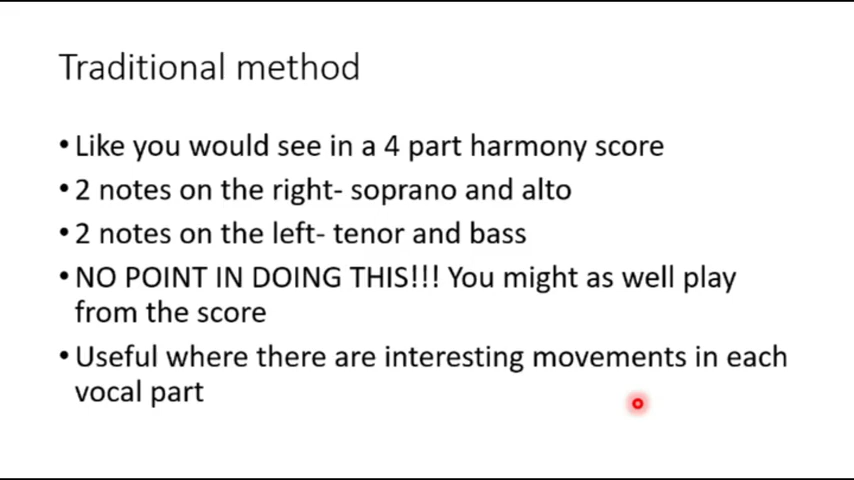 Traditional method
• Like you would see in a 4 part harmony score
• 2 notes on the right- soprano and alto
• 2 notes on the left- tenor and bass
• NO POINT IN DOING THIS!!! You might as well play
from the score
• Useful where there are interesting movements in each
vocal part